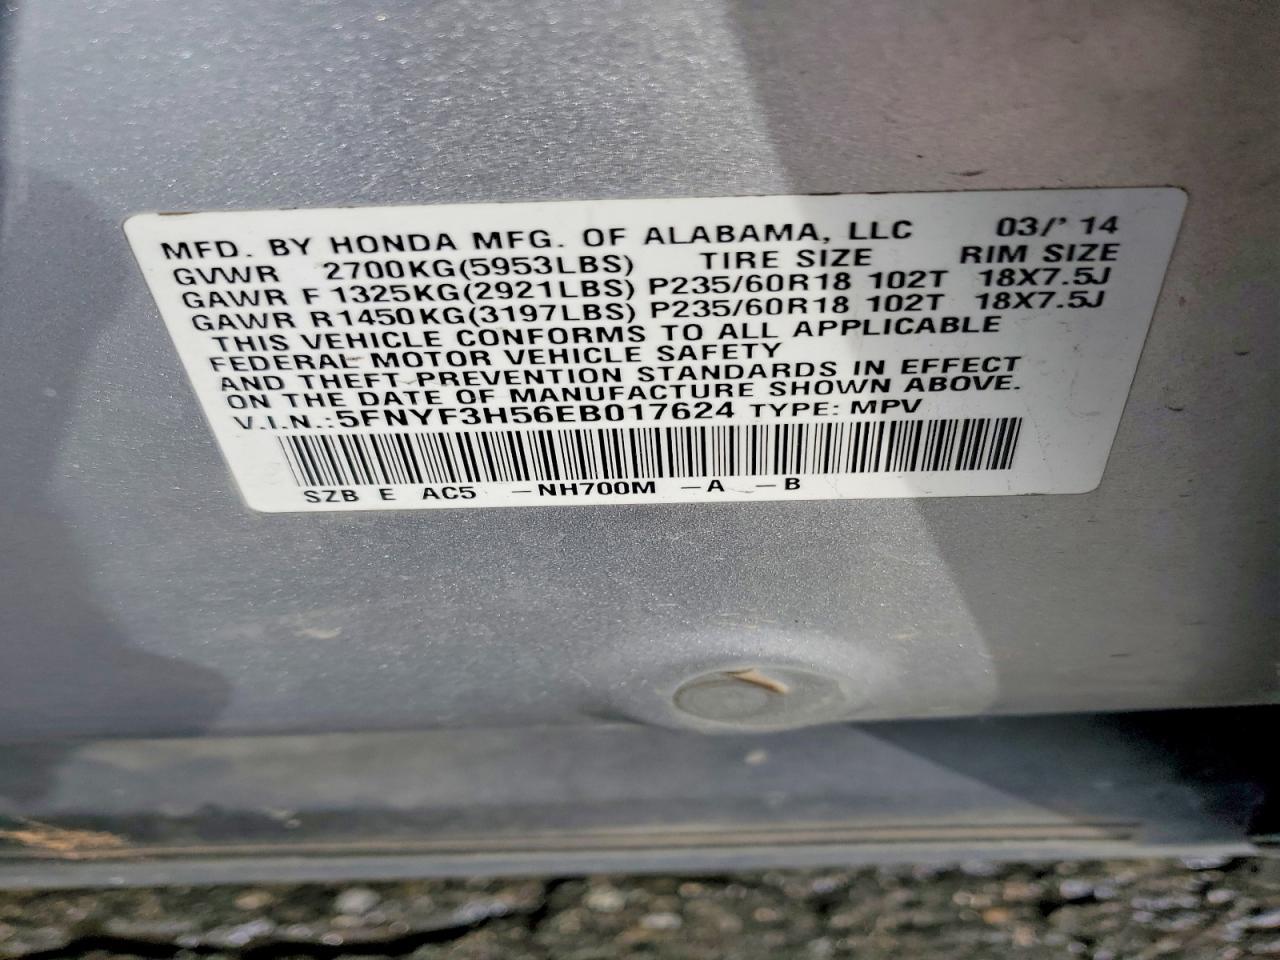 MFD. BY HONDA MFG. OF ALABAMA, LLC 03/'14
GVWR 2700KG(5953LBS) TIRE SIZE RIM SIZE
GAWR F 1325KG(2921LBS) P235/60R18 102T 18X7.5J
GAWR R1450KG(3197LBS) P235/60R18 102T 18X7.5J
THIS VEHICLE CONFORMS TO ALL APPLICABLE
FEDERAL MOTOR VEHICLE SAFETY
AND THEFT PREVENTION STANDARDS IN EFFECT
ON THE DATE OF MANUFACTURE SHOWN ABOVE.
V.I.N.:5FNYF3H56EB017624 TYPE: MPV
SZB E AC5 -NH700M -A -B